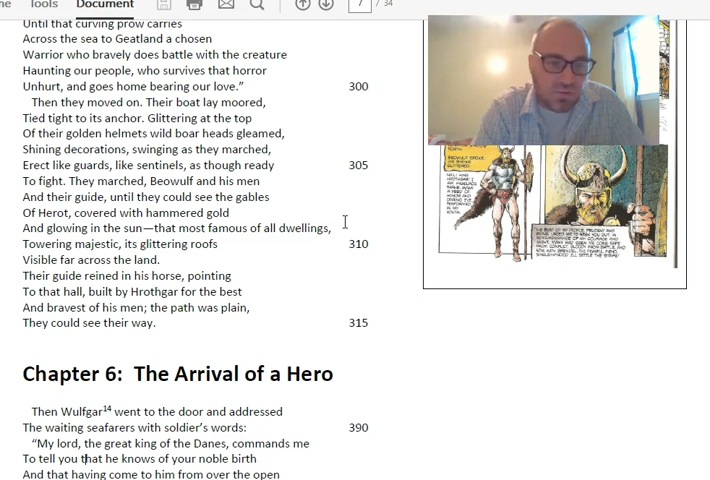 me Tools Document 7 / 34
Until that curving prow carries
Across the sea to Geatland a chosen
Warrior who bravely does battle with the creature
Haunting our people, who survives that horror
Unhurt, and goes home bearing our love.” 300
Then they moved on. Their boat lay moored,
Tied tight to its anchor. Glittering at the top
Of their golden helmets wild boar heads gleamed,
Shining decorations, swinging as they marched,
Erect like guards, like sentinels, as though ready 305
To fight. They marched, Beowulf and his men
And their guide, until they could see the gables
Of Herot, covered with hammered gold
And glowing in the sun—that most famous of all dwellings,
Towering majestic, its glittering roofs 310
Visible far across the land.
Their guide reined in his horse, pointing
To that hall, built by Hrothgar for the best
And bravest of his men; the path was plain,
They could see their way. 315
Chapter 6: The Arrival of a Hero
Then Wulfgar14 went to the door and addressed
The waiting seafarers with soldier’s words: 390
“My lord, the great king of the Danes, commands me
To tell you that he knows of your noble birth
And that having come to him from over the open
BEOWULF SPOKE,